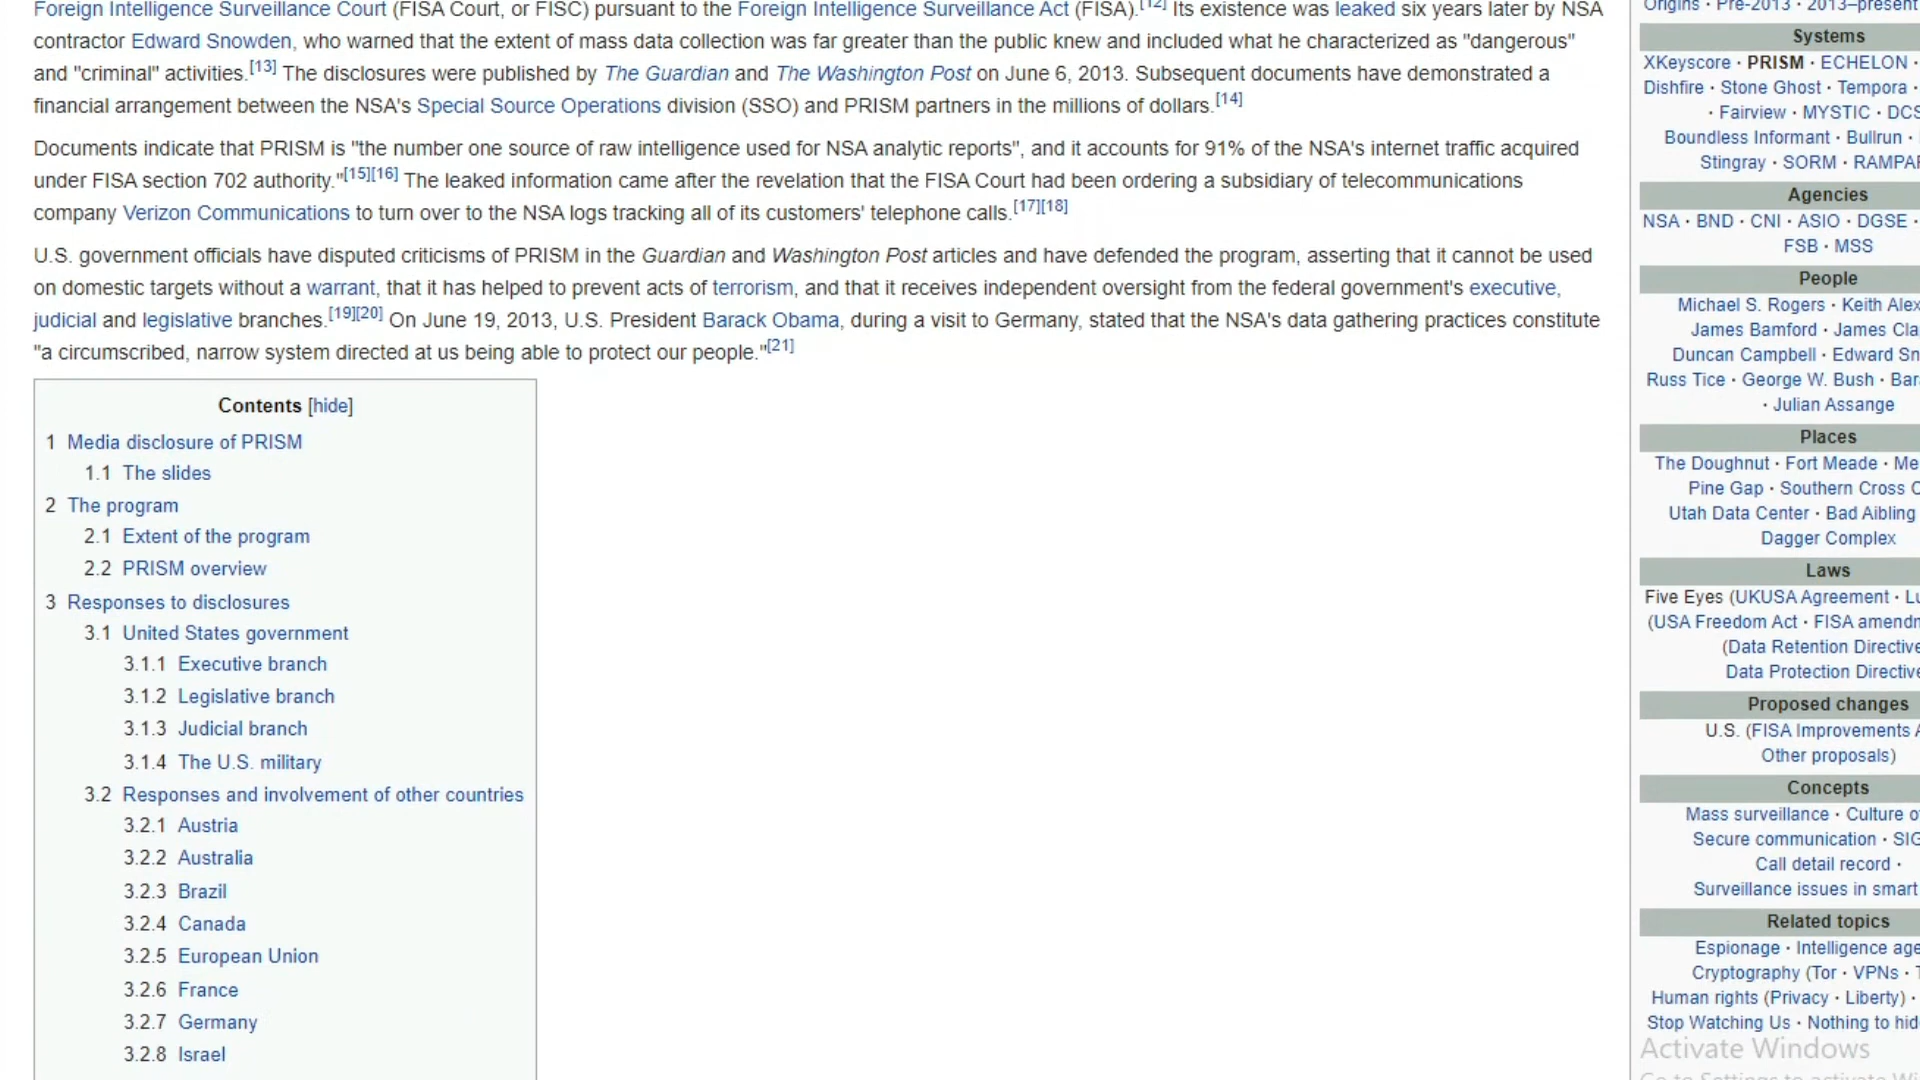 Foreign Intelligence Surveillance Court (FISA Court, or FISC) pursuant to the Foreign Intelligence Surveillance Act (FISA).[12] Its existence was leaked six years later by NSA
contractor Edward Snowden, who warned that the extent of mass data collection was far greater than the public knew and included what he characterized as "dangerous"
and "criminal" activities.[13] The disclosures were published by The Guardian and The Washington Post on June 6, 2013. Subsequent documents have demonstrated a
financial arrangement between the NSA's Special Source Operations division (SSO) and PRISM partners in the millions of dollars.[14]
Documents indicate that PRISM is "the number one source of raw intelligence used for NSA analytic reports", and it accounts for 91% of the NSA's internet traffic acquired
under FISA section 702 authority."[15][16] The leaked information came after the revelation that the FISA Court had been ordering a subsidiary of telecommunications
company Verizon Communications to turn over to the NSA logs tracking all of its customers' telephone calls.[17][18]
U.S. government officials have disputed criticisms of PRISM in the Guardian and Washington Post articles and have defended the program, asserting that it cannot be used
on domestic targets without a warrant, that it has helped to prevent acts of terrorism, and that it receives independent oversight from the federal government's executive,
judicial and legislative branches.[19][20] On June 19, 2013, U.S. President Barack Obama, during a visit to Germany, stated that the NSA's data gathering practices constitute
"a circumscribed, narrow system directed at us being able to protect our people."[21]
Contents [hide]
1 Media disclosure of PRISM
1.1 The slides
2 The program
2.1 Extent of the program
2.2 PRISM overview
3 Responses to disclosures
3.1 United States government
3.1.1 Executive branch
3.1.2 Legislative branch
3.1.3 Judicial branch
3.1.4 The U.S. military
3.2 Responses and involvement of other countries
3.2.1 Austria
3.2.2 Australia
3.2.3 Brazil
3.2.4 Canada
3.2.5 European Union
3.2.6 France
3.2.7 Germany
3.2.8 Israel
Origins · Pre-2013 · 2013–present
Systems
XKeyscore · PRISM · ECHELON ·
Dishfire · Stone Ghost · Tempora ·
· Fairview · MYSTIC · DCS
Boundless Informant · Bullrun ·
Stingray · SORM · RAMPAR
Agencies
NSA · BND · CNI · ASIO · DGSE ·
FSB · MSS
People
Michael S. Rogers · Keith Alex
James Bamford · James Cla
Duncan Campbell · Edward Sn
Russ Tice · George W. Bush · Bar
· Julian Assange
Places
The Doughnut · Fort Meade · Me
Pine Gap · Southern Cross C
Utah Data Center · Bad Aibling
Dagger Complex
Laws
Five Eyes (UKUSA Agreement · Lu
(USA Freedom Act · FISA amendm
(Data Retention Directive
Data Protection Directive
Proposed changes
U.S. (FISA Improvements A
Other proposals)
Concepts
Mass surveillance · Culture of
Secure communication · SIG
Call detail record ·
Surveillance issues in smart
Related topics
Espionage · Intelligence age
Cryptography (Tor · VPNs · T
Human rights (Privacy · Liberty) ·
Stop Watching Us · Nothing to hid
Activate Windows
Go to Settings to activate Wi